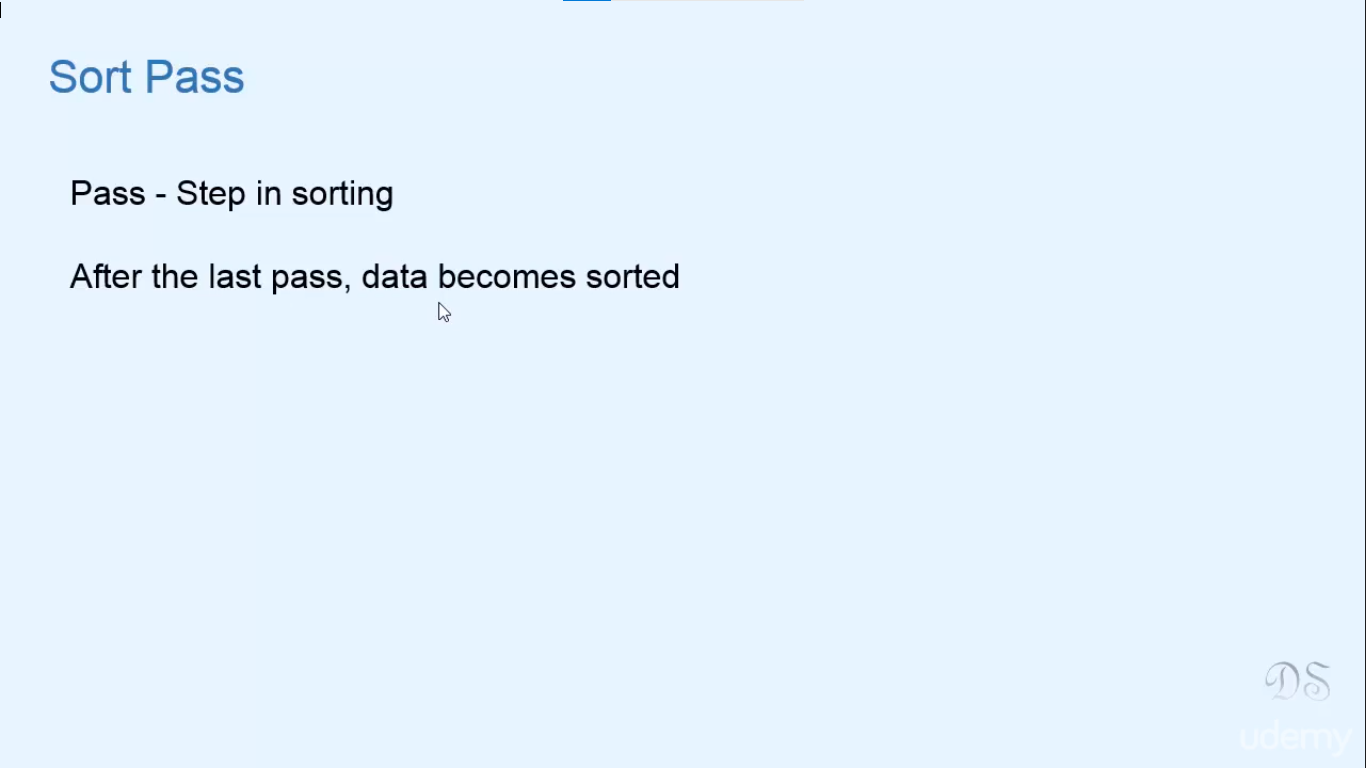 Sort Pass
Pass - Step in sorting
After the last pass, data becomes sorted
DS
udemy